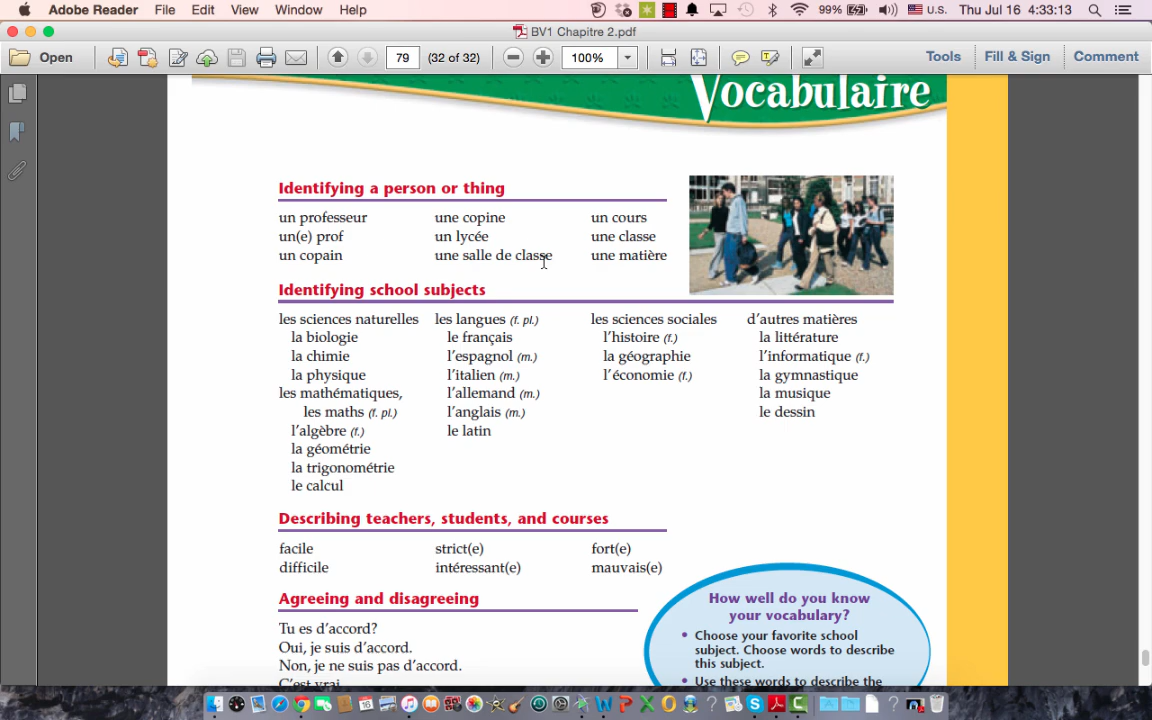 Adobe Reader File Edit View Window Help 99% U.S. Thu Jul 16 4:33:13
BV1 Chapitre 2.pdf
Open 79 (32 of 32) 100% Tools Fill & Sign Comment
Vocabulaire
Identifying a person or thing
un professeur une copine un cours
un(e) prof un lycée une classe
un copain une salle de classe une matière
Identifying school subjects
les sciences naturelles les langues (f. pl.) les sciences sociales d'autres matières
la biologie le français l'histoire (f.) la littérature
la chimie l'espagnol (m.) la géographie l'informatique (f.)
la physique l'italien (m.) l'économie (f.) la gymnastique
les mathématiques, l'allemand (m.) la musique
les maths (f. pl.) l'anglais (m.) le dessin
l'algèbre (f.) le latin
la géométrie
la trigonométrie
le calcul
Describing teachers, students, and courses
facile strict(e) fort(e)
difficile intéressant(e) mauvais(e)
Agreeing and disagreeing
Tu es d'accord?
Oui, je suis d'accord.
Non, je ne suis pas d'accord.
C'est vrai.
How well do you know
your vocabulary?
• Choose your favorite school
subject. Choose words to describe
this subject.
• Use these words to describe the